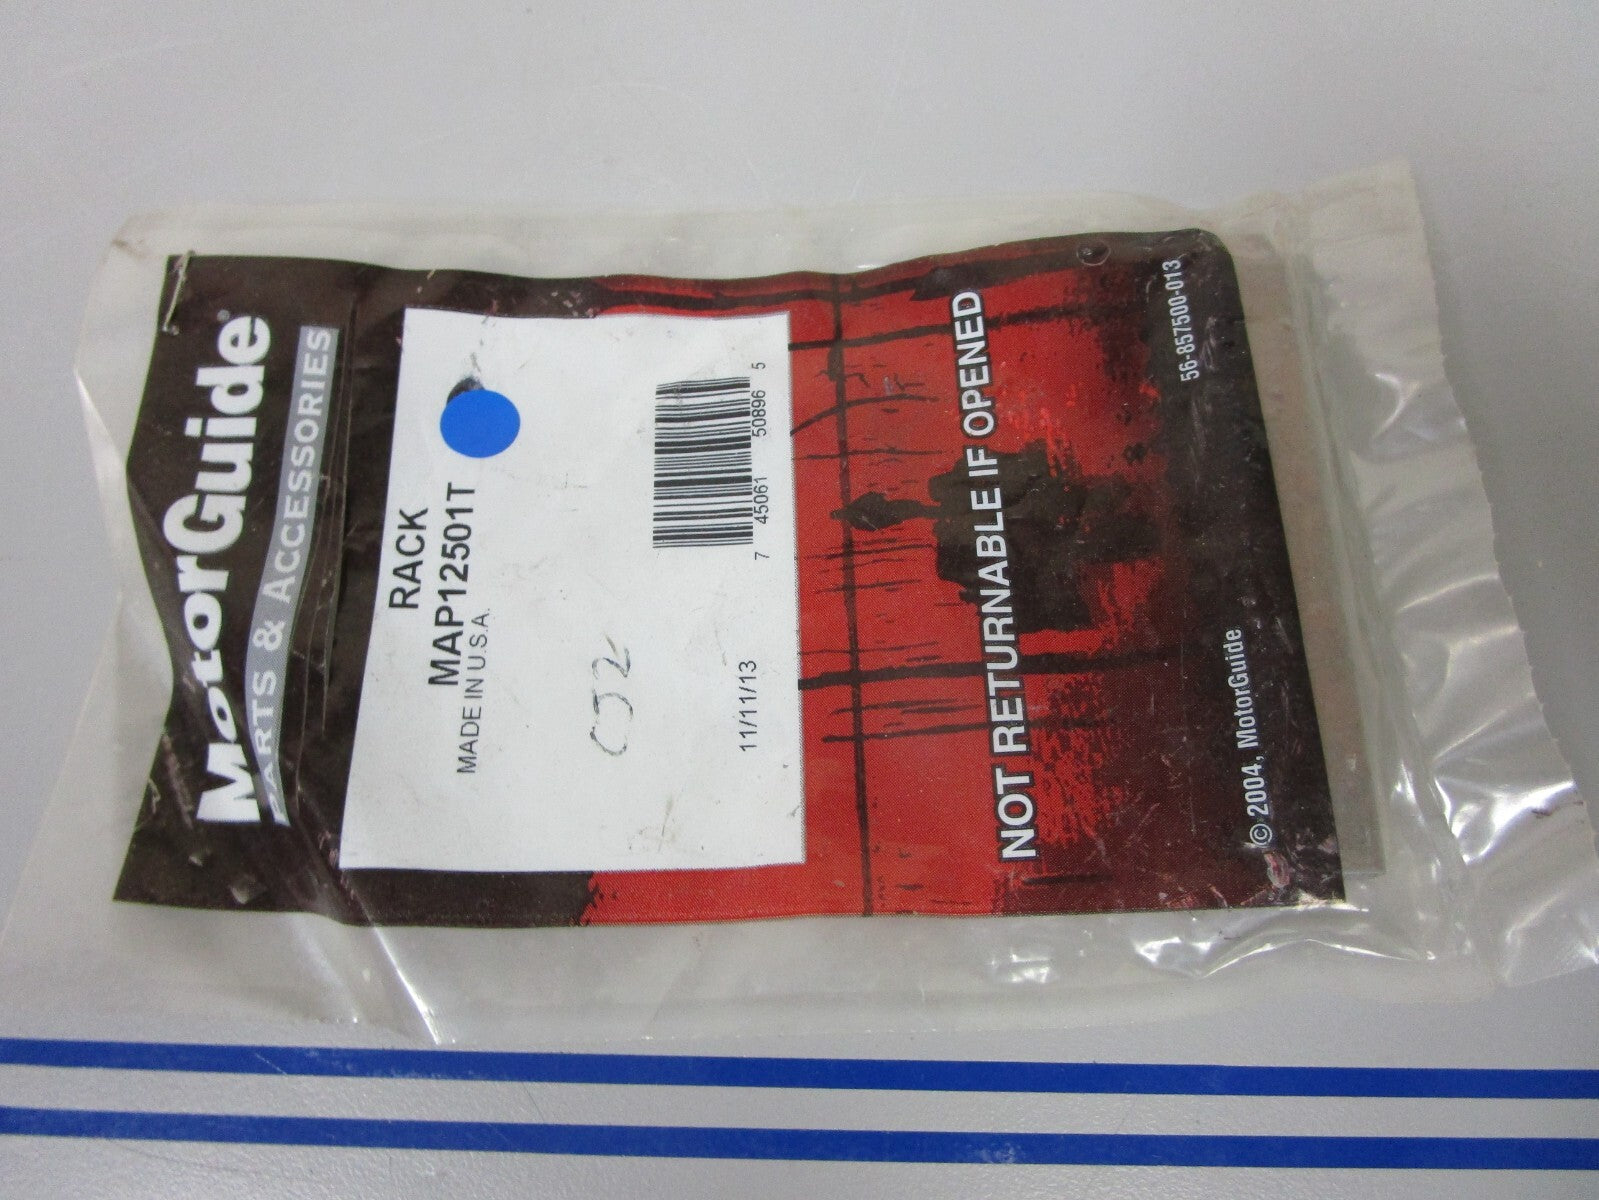 MotorGuide
PARTS & ACCESSORIES
RACK
MAP12501T
MADE IN U.S.A.
11/11/13
7 45061 50896 5
NOT RETURNABLE IF OPENED
© 2004, MotorGuide
56-857500-013